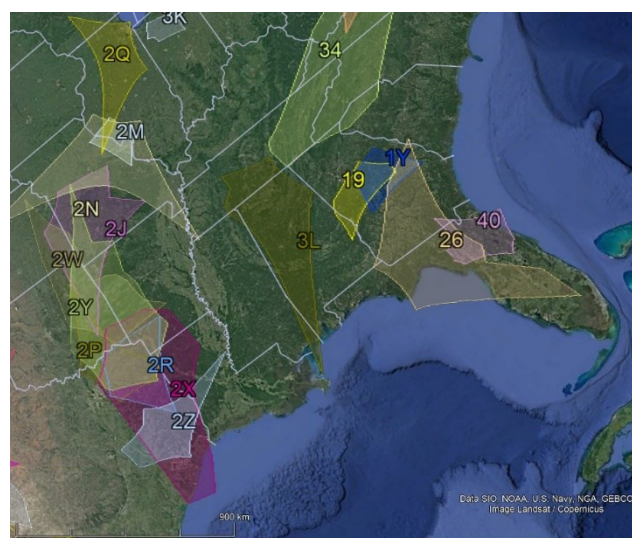 3K
34
2Q
2M
1Y
19
2N
2J
40
26
3L
2W
2Y
2P
2R
2X
2Z
900 km
Data SIO, NOAA, U.S. Navy, NGA, GEBCO
Image Landsat / Copernicus